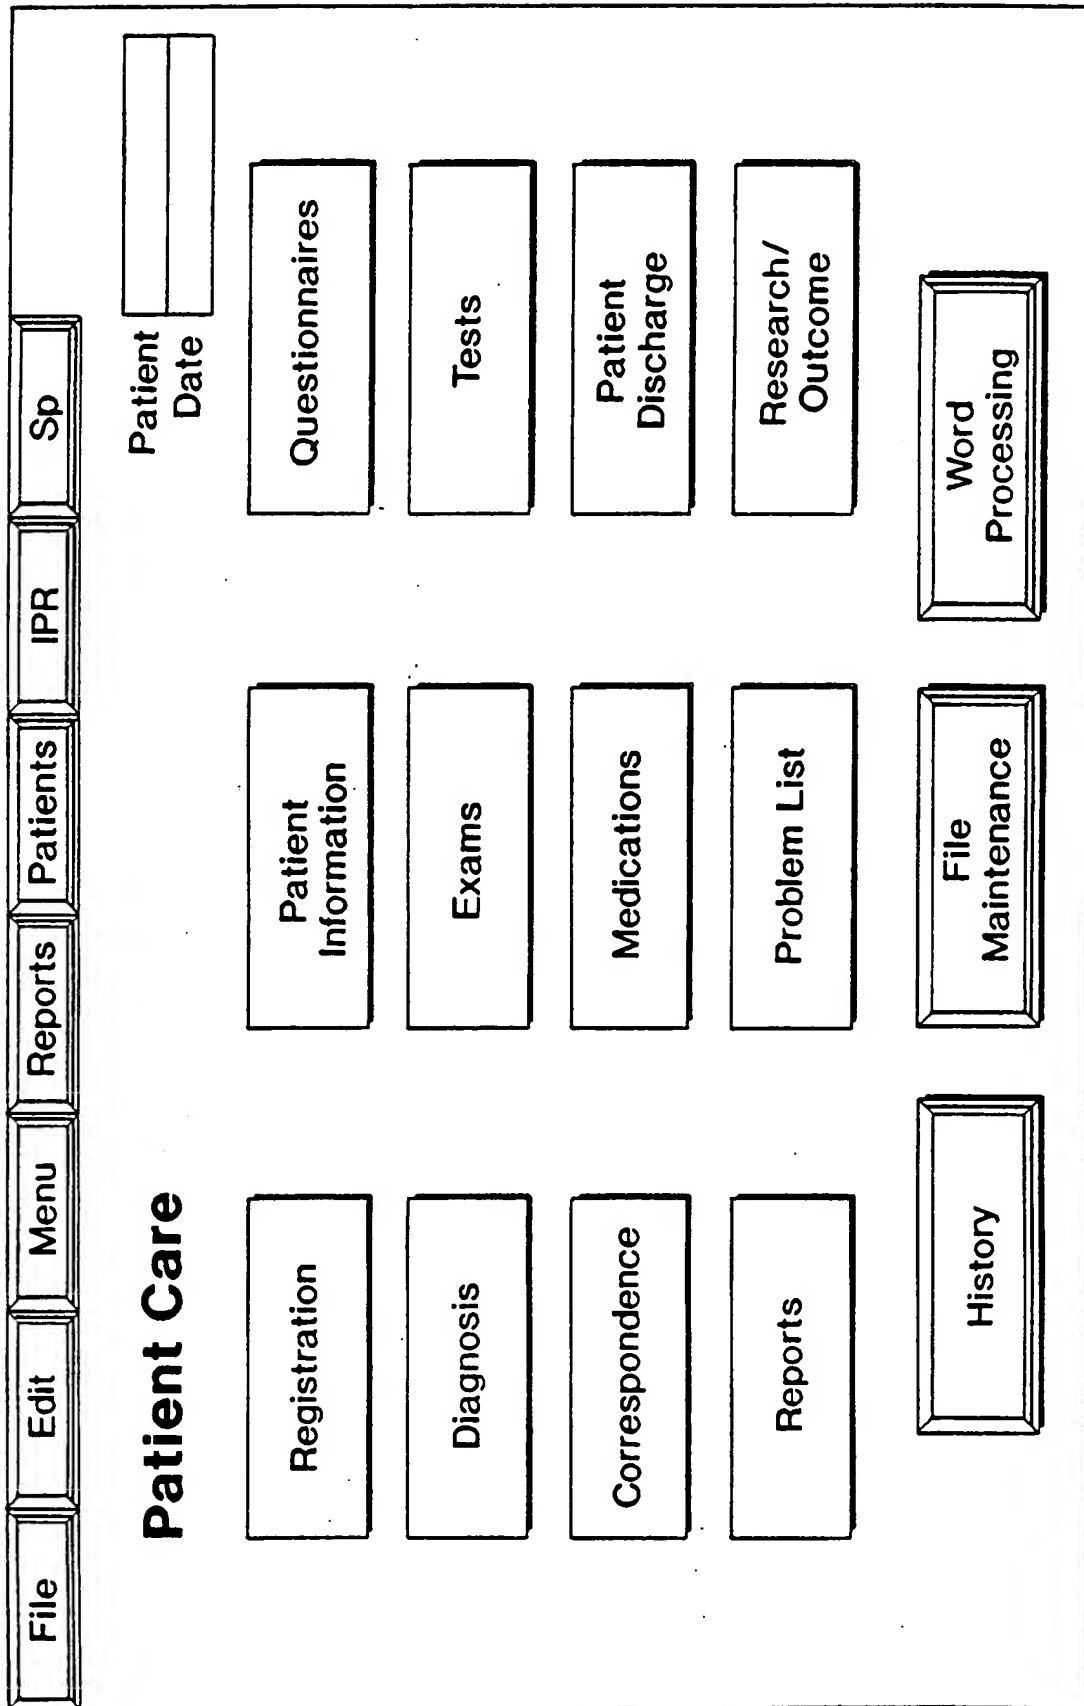 File Edit Menu Reports Patients IPR Sp
Patient Care
Patient
Date
Registration
Patient
Information
Questionnaires
Diagnosis
Exams
Tests
Correspondence
Medications
Patient
Discharge
Reports
Problem List
Research/
Outcome
History
File
Maintenance
Word
Processing